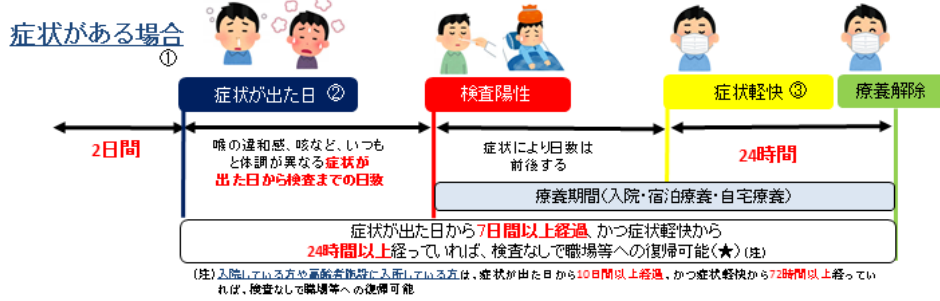 症状がある場合
①
症状が出た日 ②
検査陽性
症状軽快 ③
療養解除
2日間
喉の違和感、咳など、いつも
と体調が異なる症状が
出た日から検査までの日数
症状により日数は
前後する
24時間
療養期間(入院・宿泊療養・自宅療養)
症状が出た日から7日間以上経過、かつ症状軽快から
24時間以上経っていれば、検査なしで職場等への復帰可能(★)(注)
(注)入院している方や高齢者施設に入所している方は、症状が出た日から10日間以上経過、かつ症状軽快から72時間以上経ってい
れば、検査なしで職場等への復帰可能